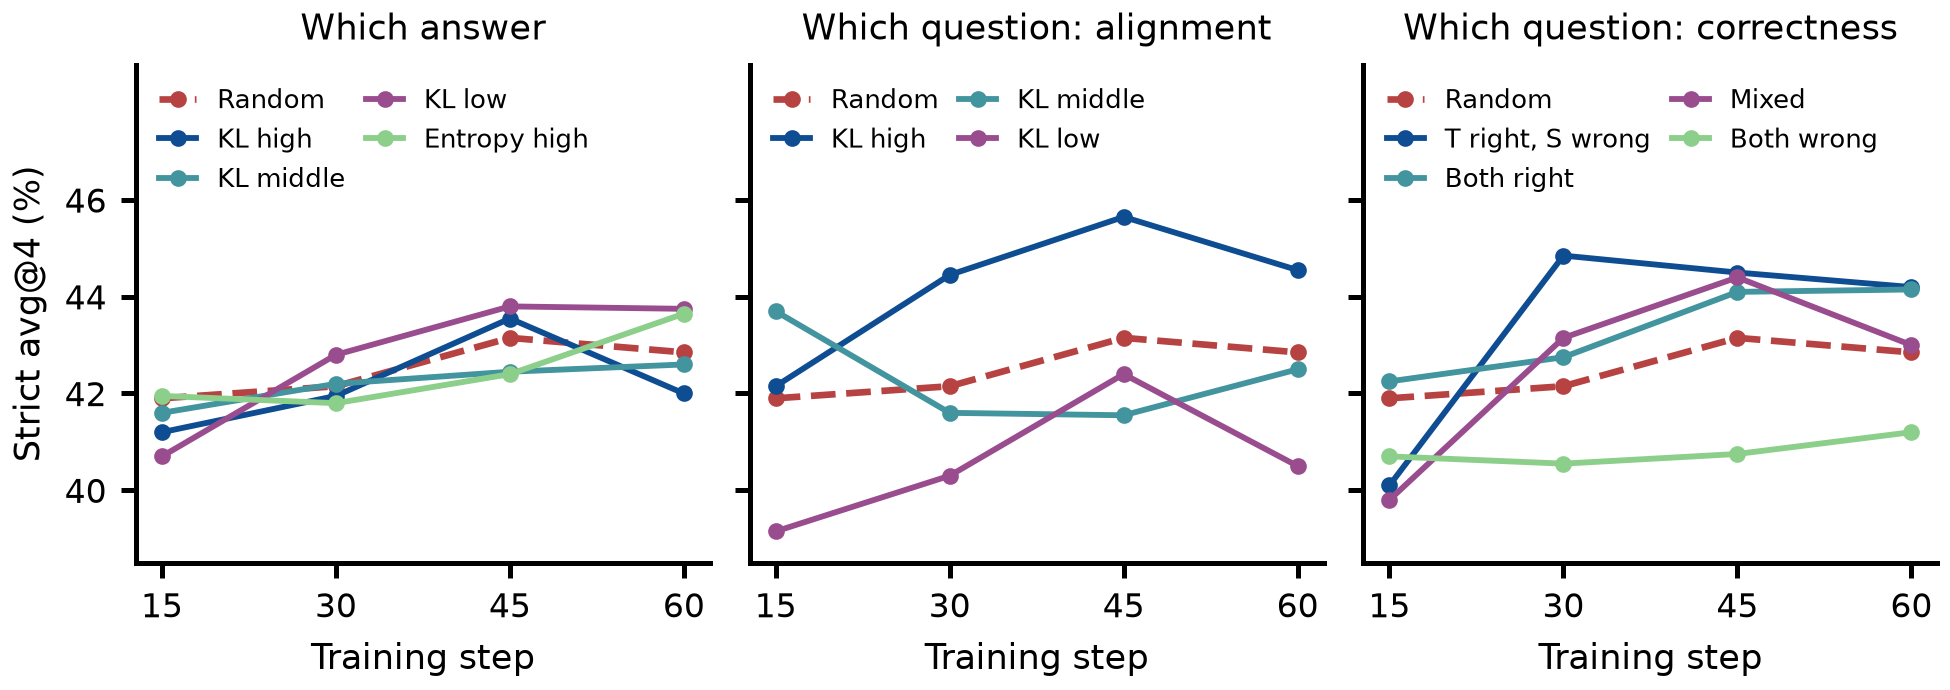 Which answer
Which question: alignment
Which question: correctness
Random
KL high
KL middle
KL low
Entropy high
Random
KL high
KL middle
KL low
Random
T right, S wrong
Both right
Mixed
Both wrong
Strict avg@4 (%)
46
44
42
40
15 30 45 60
15 30 45 60
15 30 45 60
Training step
Training step
Training step